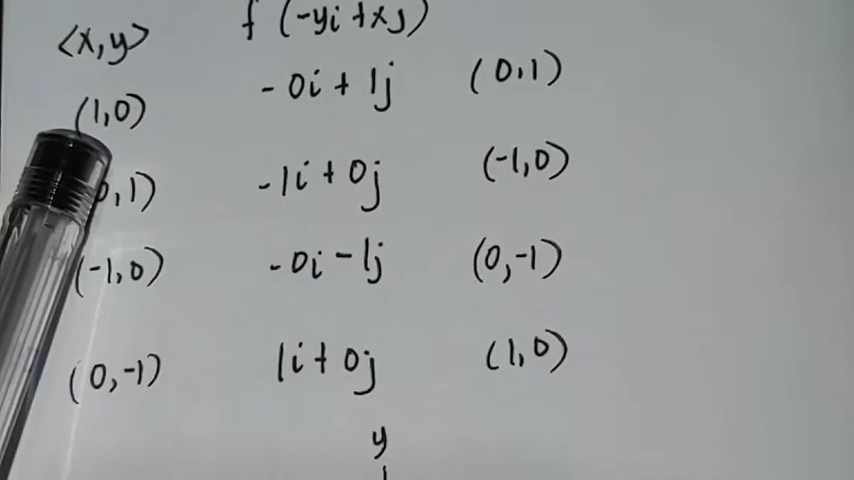 <x,y> f (-yi+xj)
(1,0) -0i + 1j (0,1)
0,1) -1i + 0j (-1,0)
(-1,0) -0i - 1j (0,-1)
(0,-1) 1i + 0j (1,0)
y